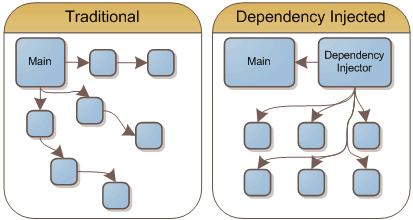 Traditional
Main
Dependency Injected
Main
Dependency
Injector